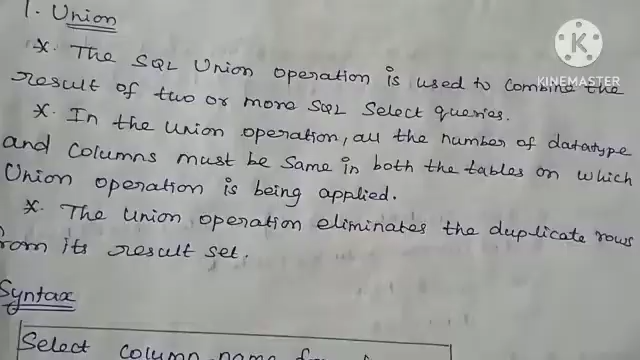 1. Union
* The SQL Union operation is used to combine the
result of two or more SQL Select queries.
* In the union operation, all the number of datatype
and columns must be same in both the tables on which
Union operation is being applied.
* The union operation eliminates the duplicate rows
from its result set.
Syntax
Select column_name from
KINEMASTER